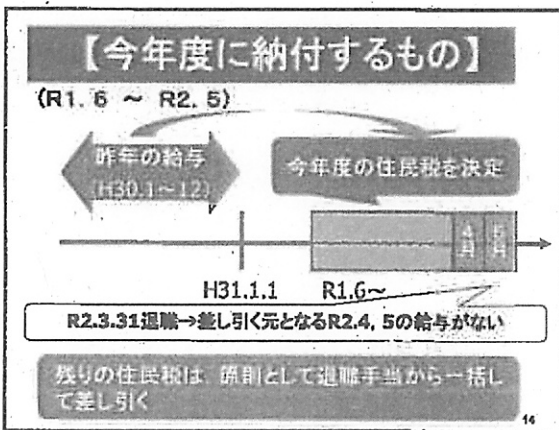 【今年度に納付するもの】
(R1.6 ～ R2.5)
昨年の給与
(H30.1～12)
今年度の住民税を決定
4月
5月
H31.1.1
R1.6～
R2.3.31退職→差し引く元となるR2.4, 5の給与がない
残りの住民税は、原則として退職手当から一括し
て差し引く
14